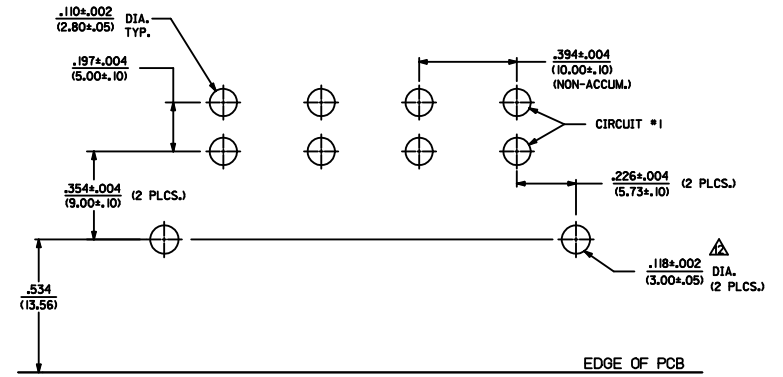 .110±.002
(2.80±.05)
DIA.
TYP.
.197±.004
(5.00±.10)
.394±.004
(10.00±.10)
(NON-ACCUM.)
CIRCUIT #1
.354±.004
(9.00±.10)
(2 PLCS.)
.226±.004
(5.73±.10)
(2 PLCS.)
12
.118±.002
(3.00±.05)
DIA.
(2 PLCS.)
.534
(13.56)
EDGE OF PCB